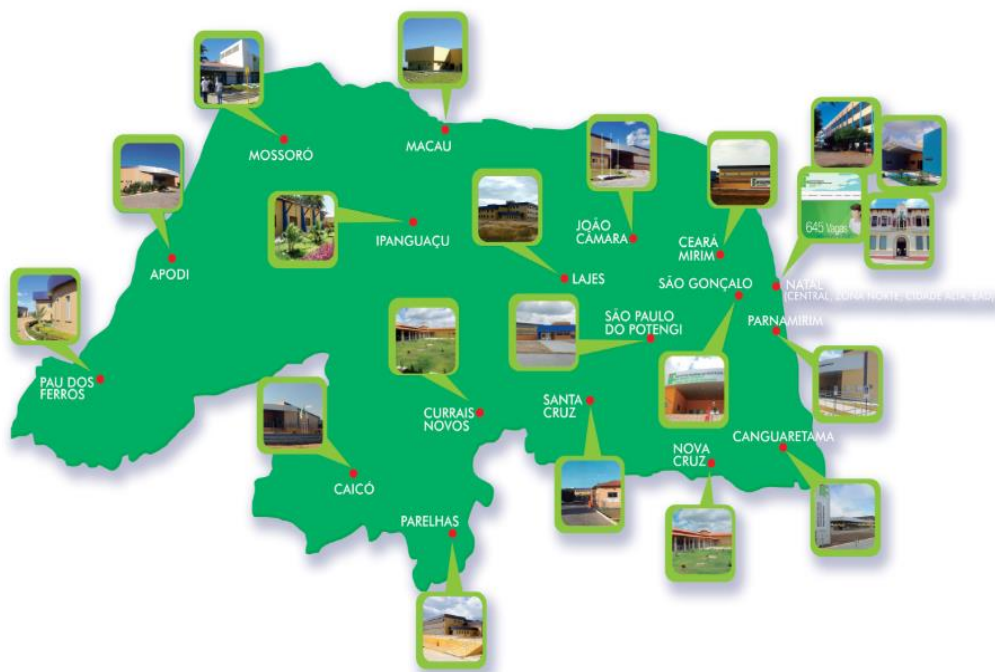 MACAU
MOSSORÓ
IPANGUAÇU
JOÃO
CÂMARA
CEARÁ
MIRIM
645 Vagas
APODI
LAJES
SÃO GONÇALO
NATAL
(CENTRAL, ZONA NORTE, CIDADE ALTA, EAD)
SÃO PAULO
DO POTENGI
PARNAMIRIM
PAU DOS
FERROS
CURRAIS
NOVOS
SANTA
CRUZ
NOVA
CRUZ
CANGUARETAMA
CAICÓ
PARELHAS